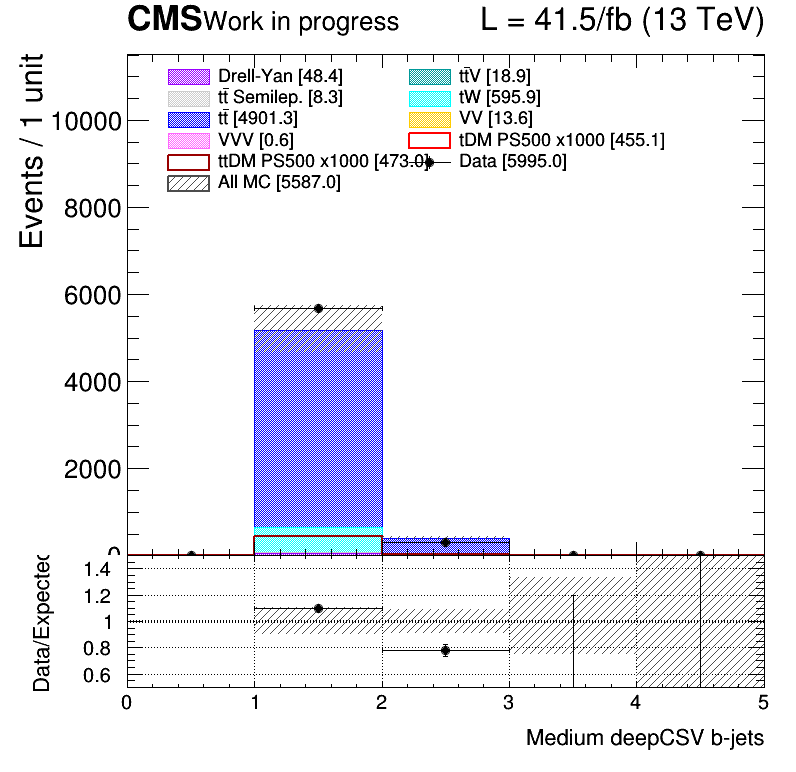 CMS Work in progress L = 41.5/fb (13 TeV)
Events / 1 unit
Drell-Yan [48.4] tt̄V [18.9]
tt̄ Semilep. [8.3] tW [595.9]
tt̄ [4901.3] VV [13.6]
VVV [0.6] tDM PS500 x1000 [455.1]
ttDM PS500 x1000 [473.0] Data [5995.0]
All MC [5587.0]
10000
8000
6000
4000
2000
0
Data/Expected
1.4
1.2
1
0.8
0.6
0 1 2 3 4 5
Medium deepCSV b-jets